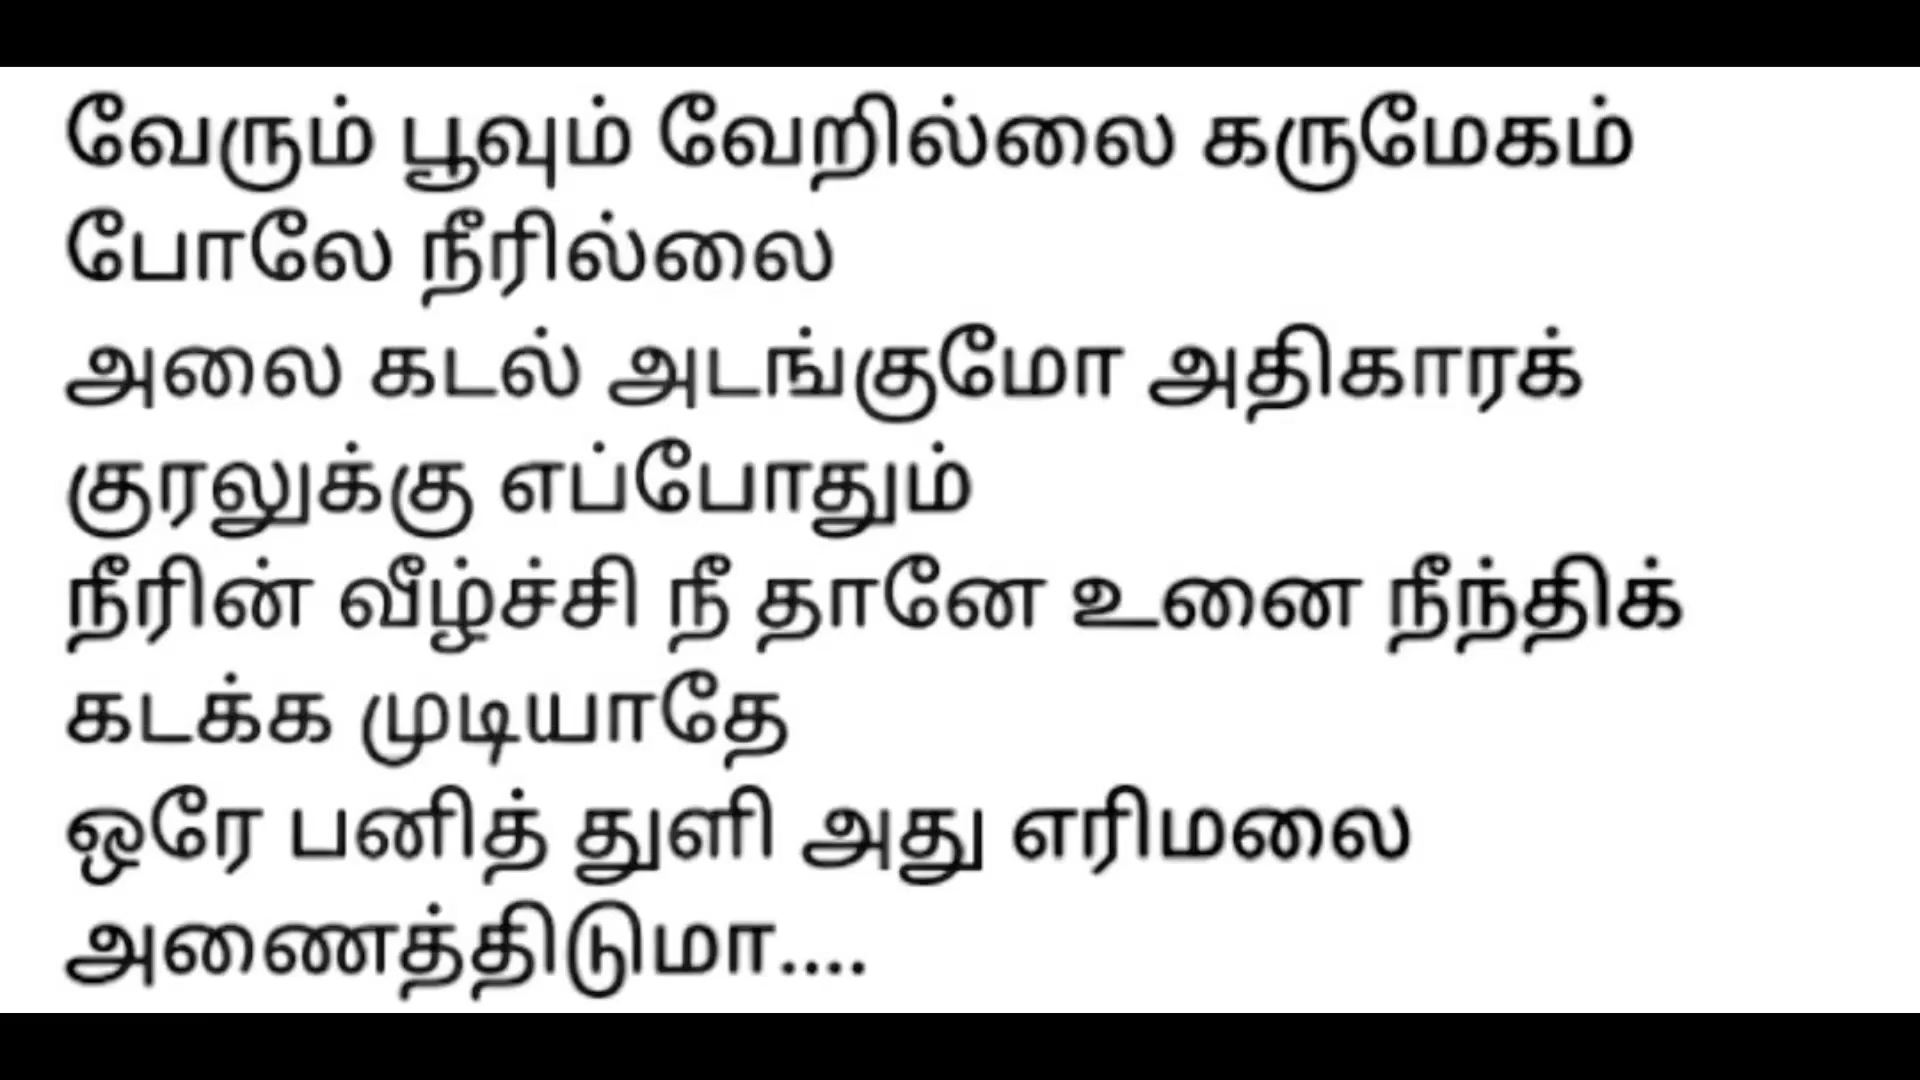 வேரும் பூவும் வேறில்லை கருமேகம்
போலே நீரில்லை
அலை கடல் அடங்குமோ அதிகாரக்
குரலுக்கு எப்போதும்
நீரின் வீழ்ச்சி நீ தானே உனை நீந்திக்
கடக்க முடியாதே
ஒரே பனித் துளி அது எரிமலை
அணைத்திடுமா....